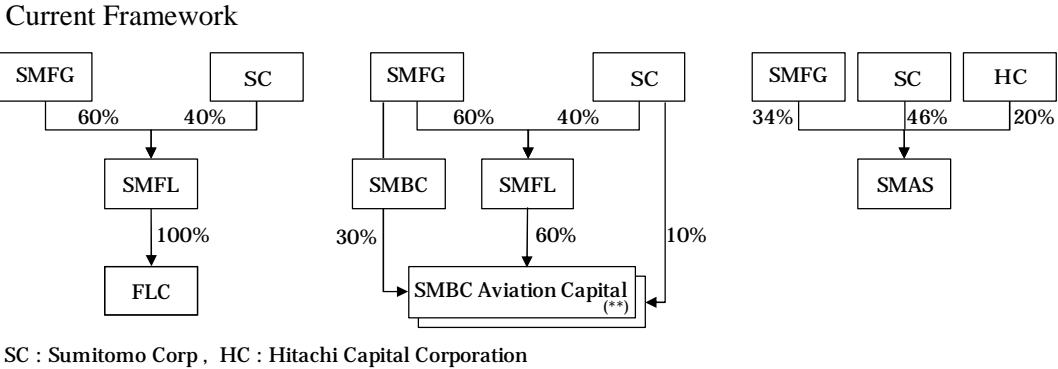 Current Framework
SMFG SC SMFG SC SMFG SC HC
60% 40% 60% 40% 34% 46% 20%
SMFL SMBC SMFL SMAS
100% 30% 60% 10%
FLC SMBC Aviation Capital
(**)
SC : Sumitomo Corp , HC : Hitachi Capital Corporation